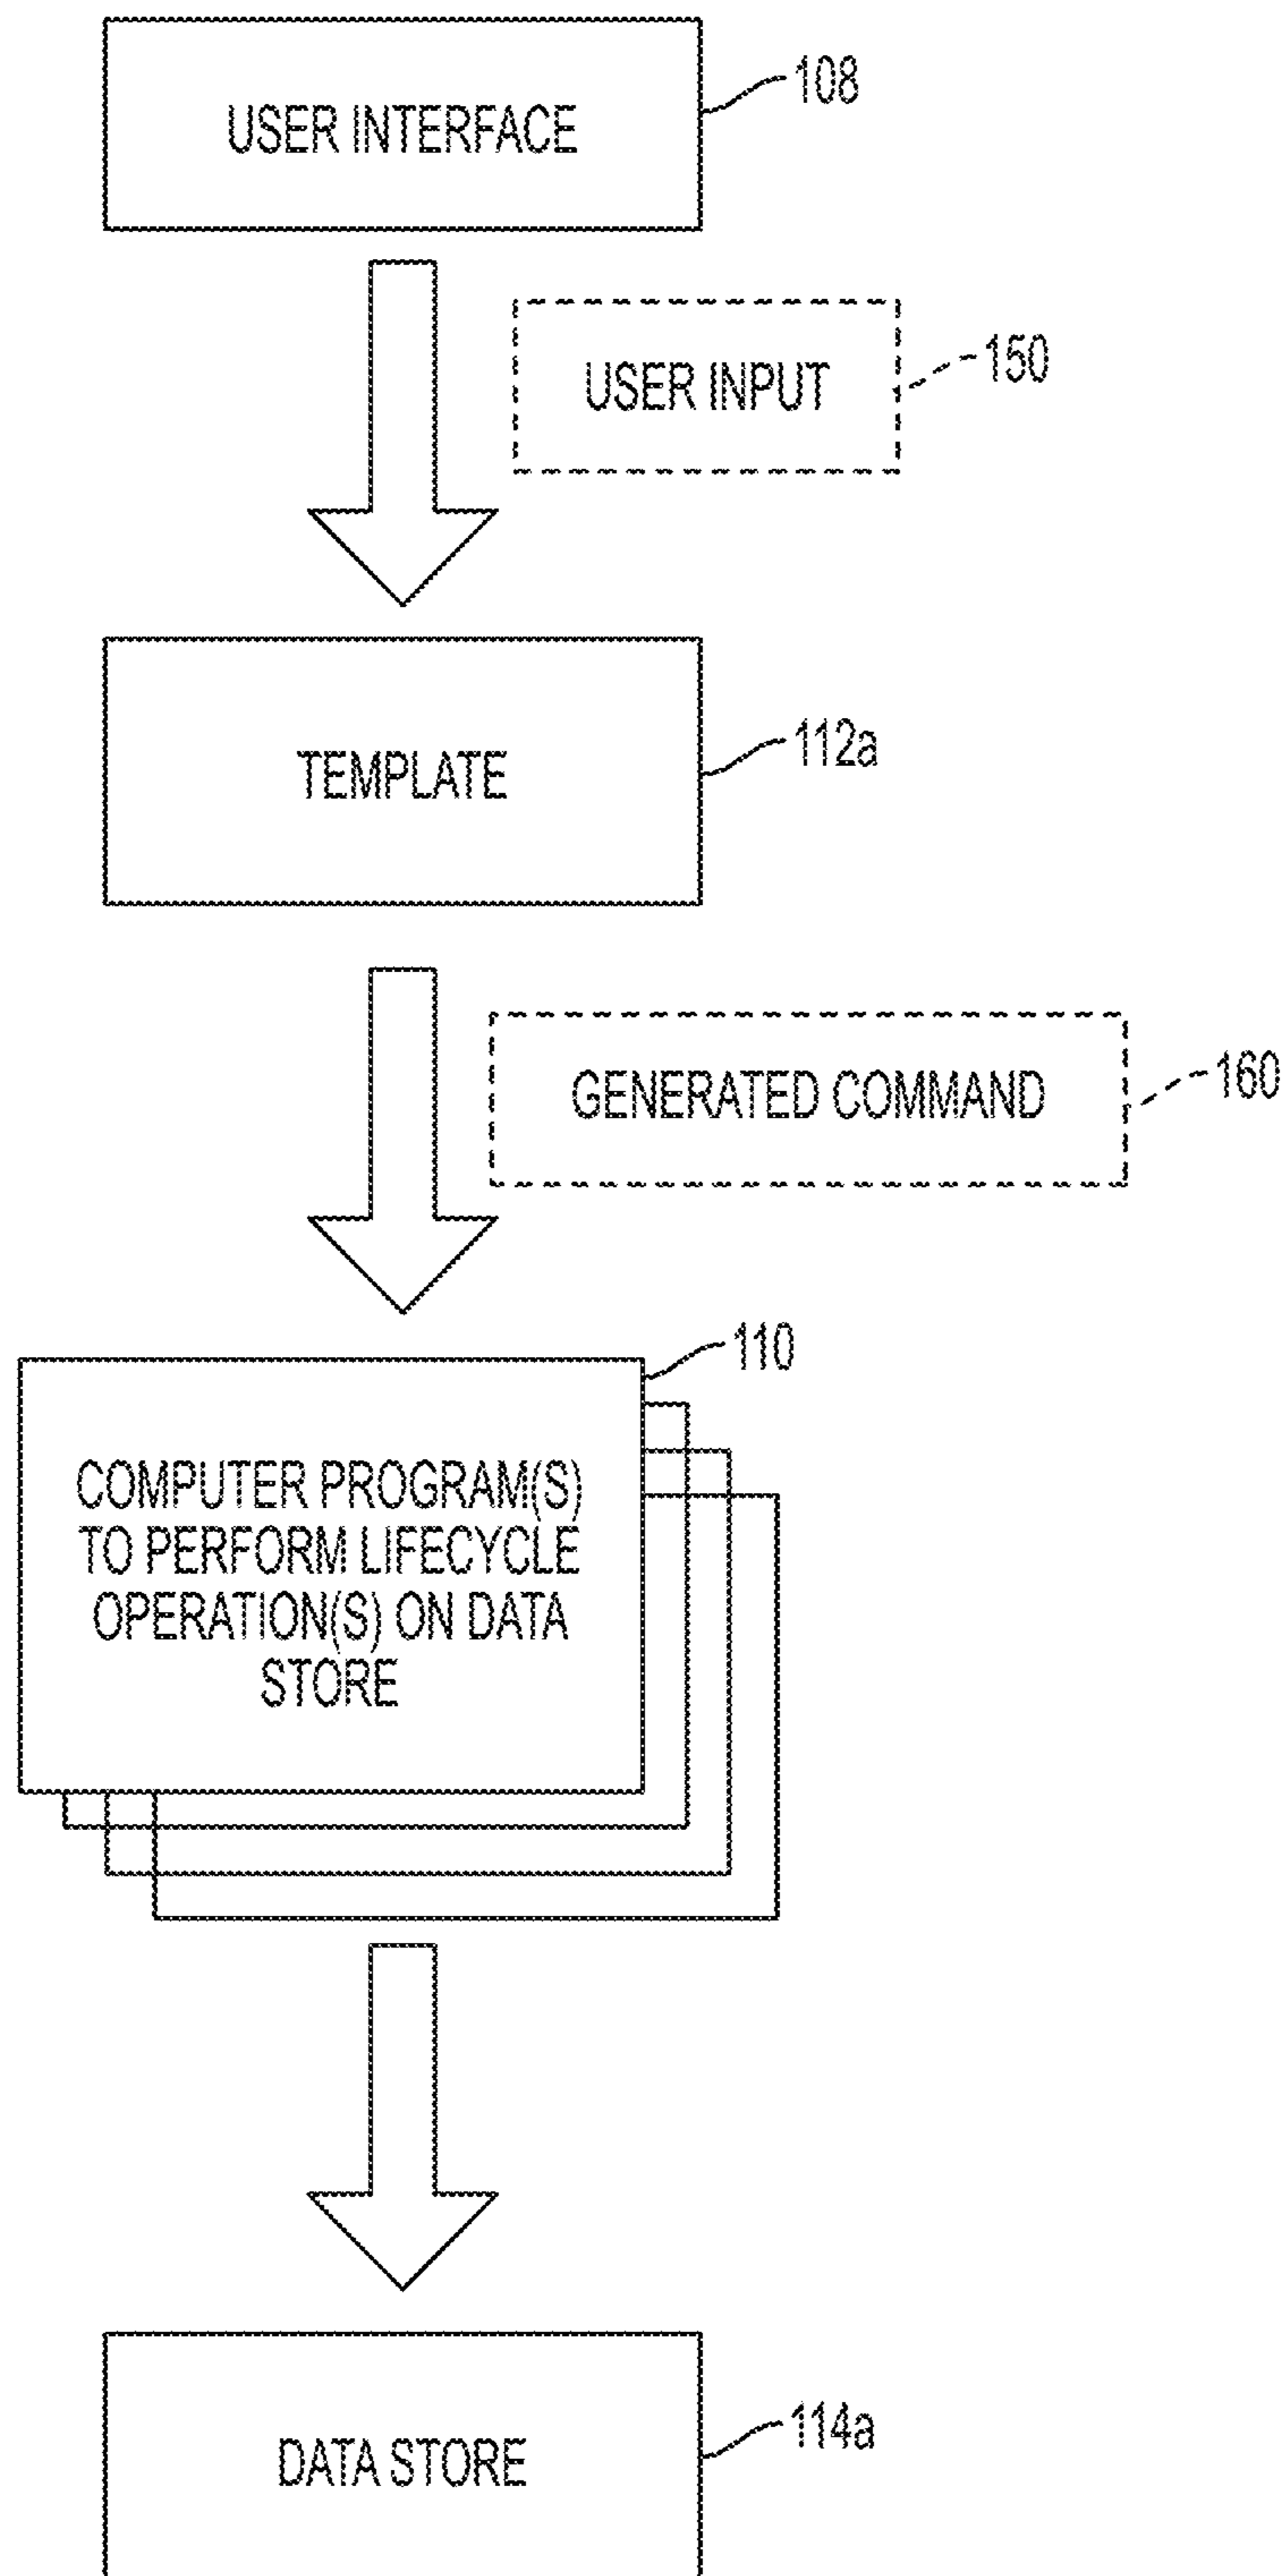 USER INTERFACE
108
USER INPUT
150
TEMPLATE
112a
GENERATED COMMAND
160
110
COMPUTER PROGRAM(S)
TO PERFORM LIFECYCLE
OPERATION(S) ON DATA
STORE
DATA STORE
114a